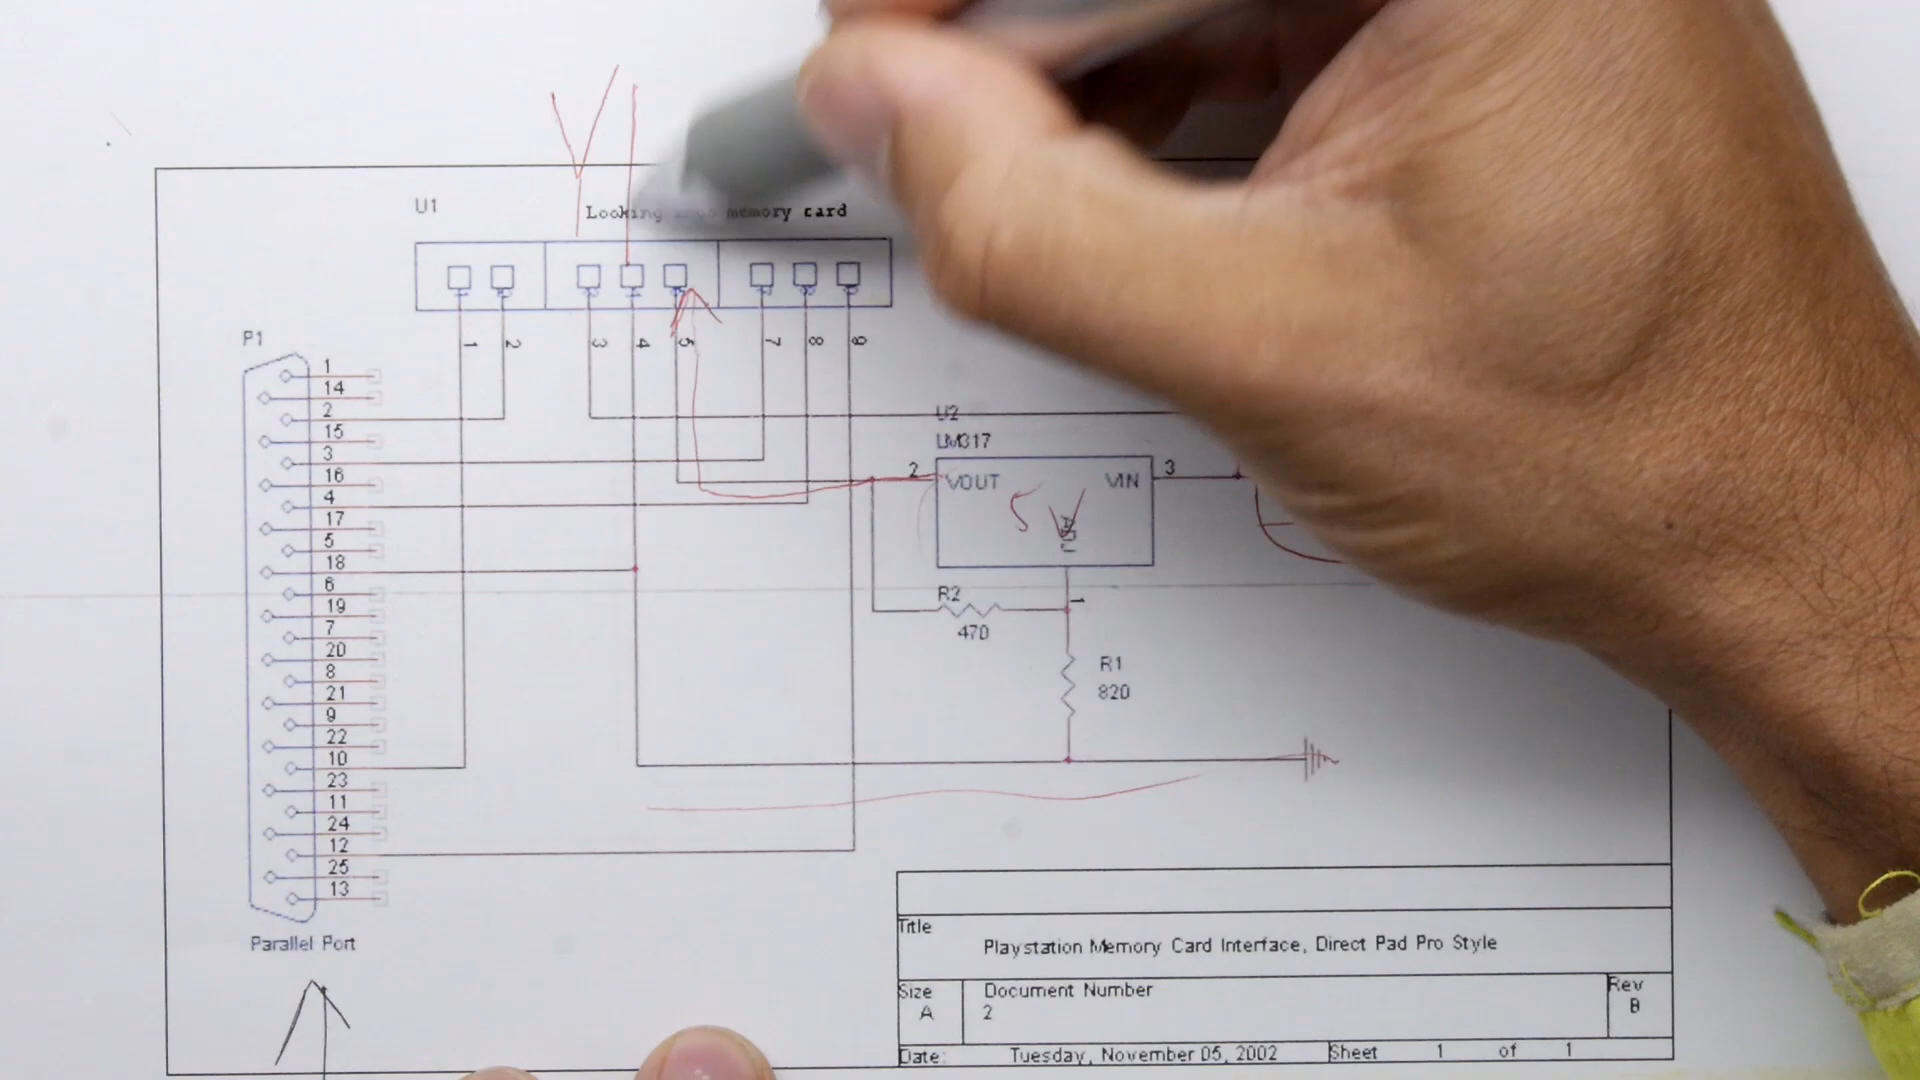 U1
Looking memory card
P1
1 2 3 4 5 7 8 9
1
14
2
15
3
16
4
17
5
18
6
19
7
20
8
21
9
22
10
23
11
24
12
25
13
Parallel Port
U2
LM317
2 VOUT VIN 3
5V
ADJ
1
R2
470
R1
820
Title
Playstation Memory Card Interface, Direct Pad Pro Style
Size
A
Document Number
2
Rev
B
Date: Tuesday, November 05, 2002 Sheet 1 of 1